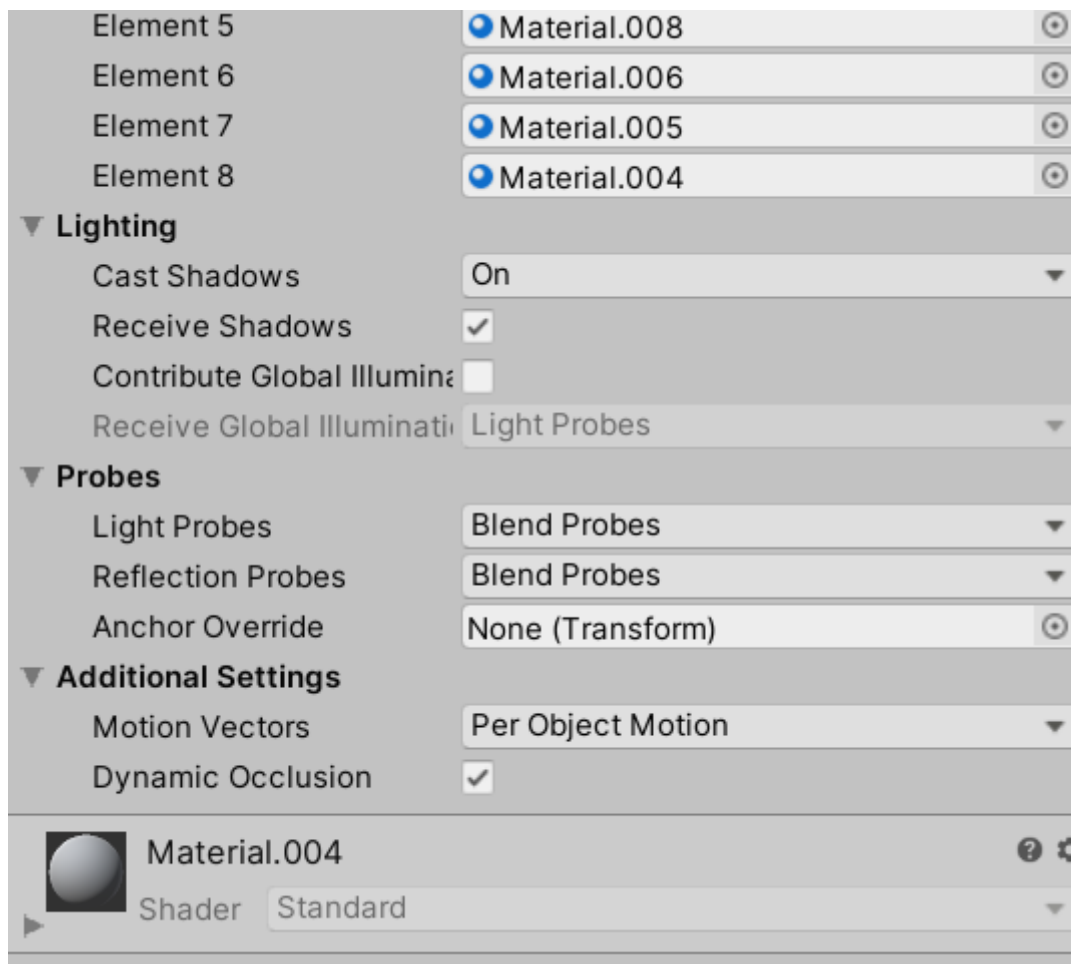 Element 5 Material.008
Element 6 Material.006
Element 7 Material.005
Element 8 Material.004
Lighting
Cast Shadows On
Receive Shadows
Contribute Global Illumina
Receive Global Illuminati Light Probes
Probes
Light Probes Blend Probes
Reflection Probes Blend Probes
Anchor Override None (Transform)
Additional Settings
Motion Vectors Per Object Motion
Dynamic Occlusion
Material.004
Shader Standard